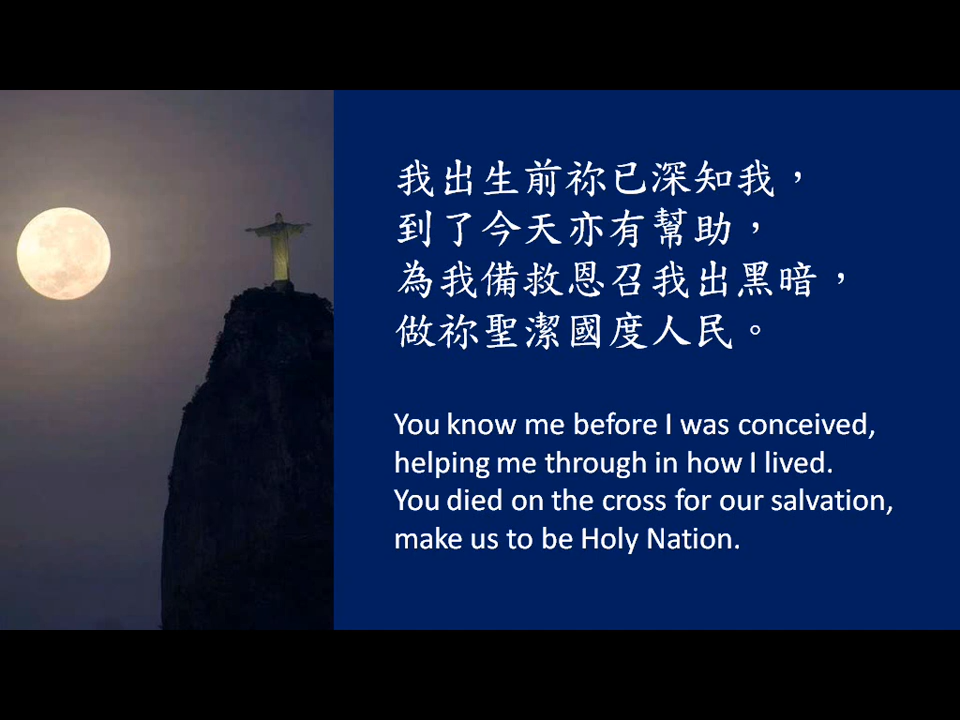 我出生前祢已深知我，
到了今天亦有幫助，
為我備救恩召我出黑暗，
做祢聖潔國度人民。
You know me before I was conceived,
helping me through in how I lived.
You died on the cross for our salvation,
make us to be Holy Nation.